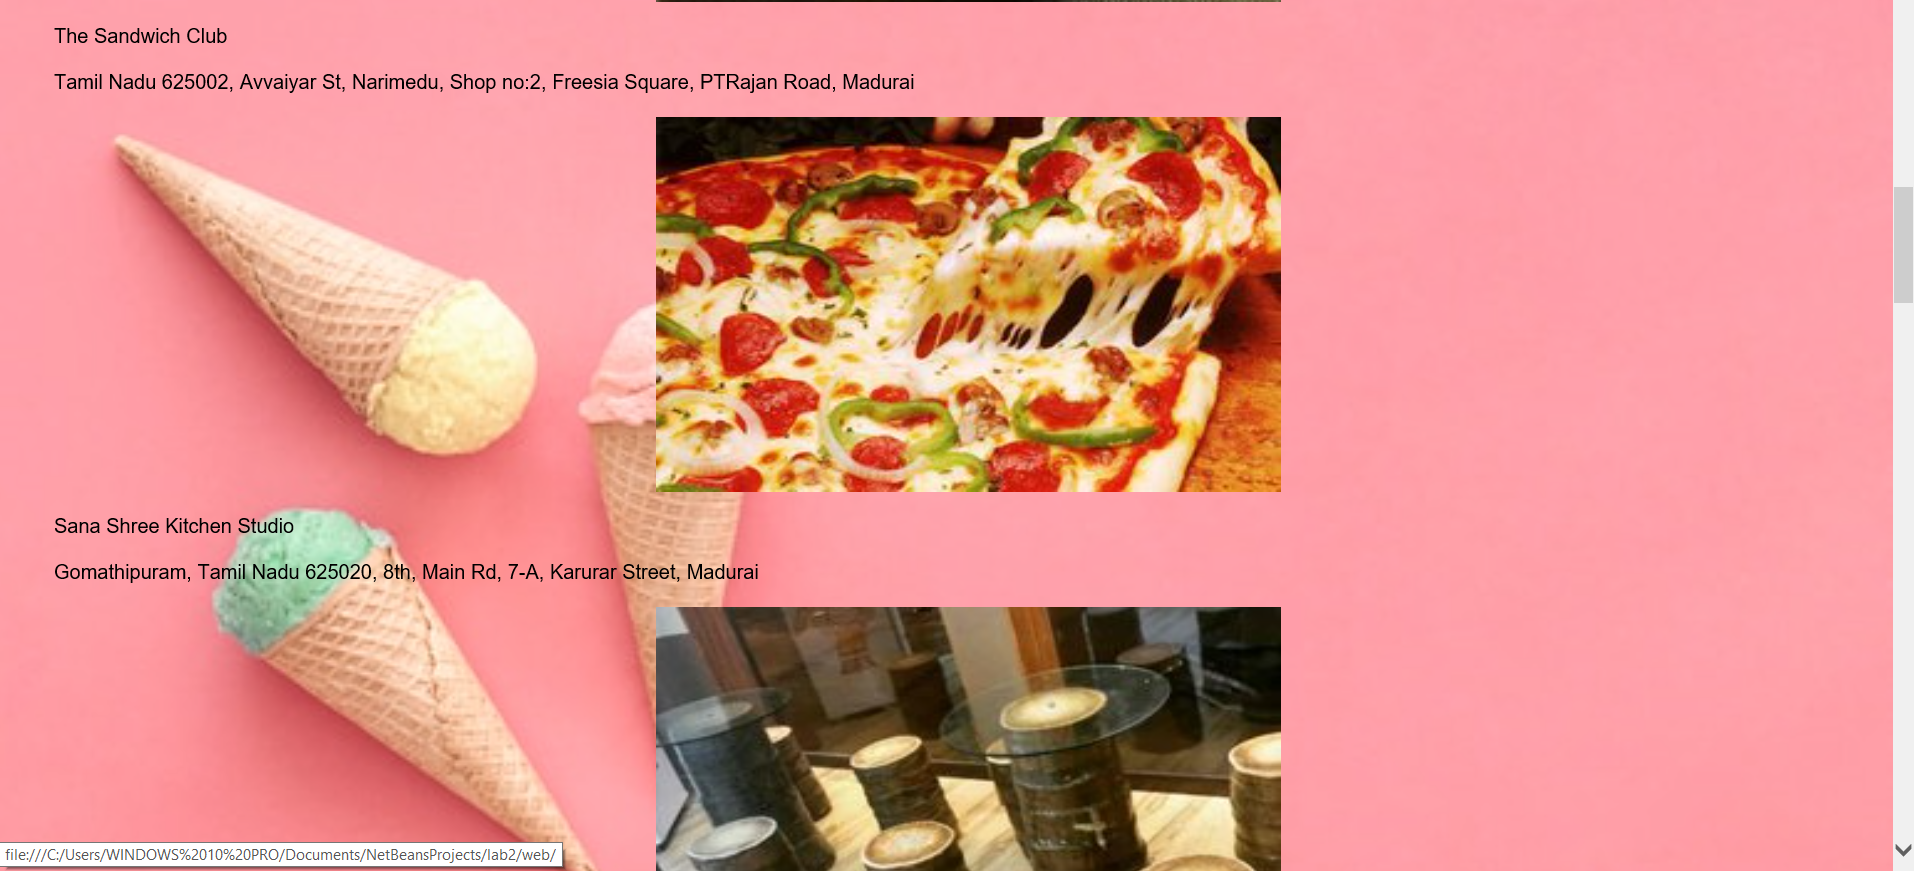 The Sandwich Club
Tamil Nadu 625002, Avvaiyar St, Narimedu, Shop no:2, Freesia Square, PTRajan Road, Madurai
Sana Shree Kitchen Studio
Gomathipuram, Tamil Nadu 625020, 8th, Main Rd, 7-A, Karurar Street, Madurai
file:///C:/Users/WINDOWS%2010%20PRO/Documents/NetBeansProjects/lab2/web/